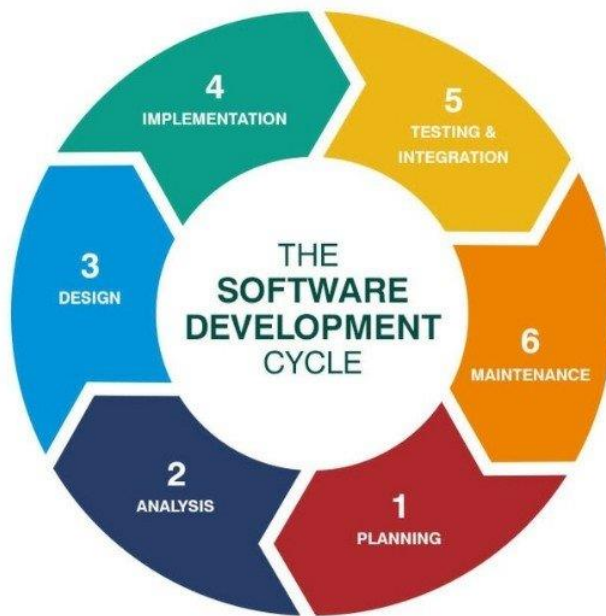 THE
SOFTWARE
DEVELOPMENT
CYCLE
1
PLANNING
2
ANALYSIS
3
DESIGN
4
IMPLEMENTATION
5
TESTING &
INTEGRATION
6
MAINTENANCE